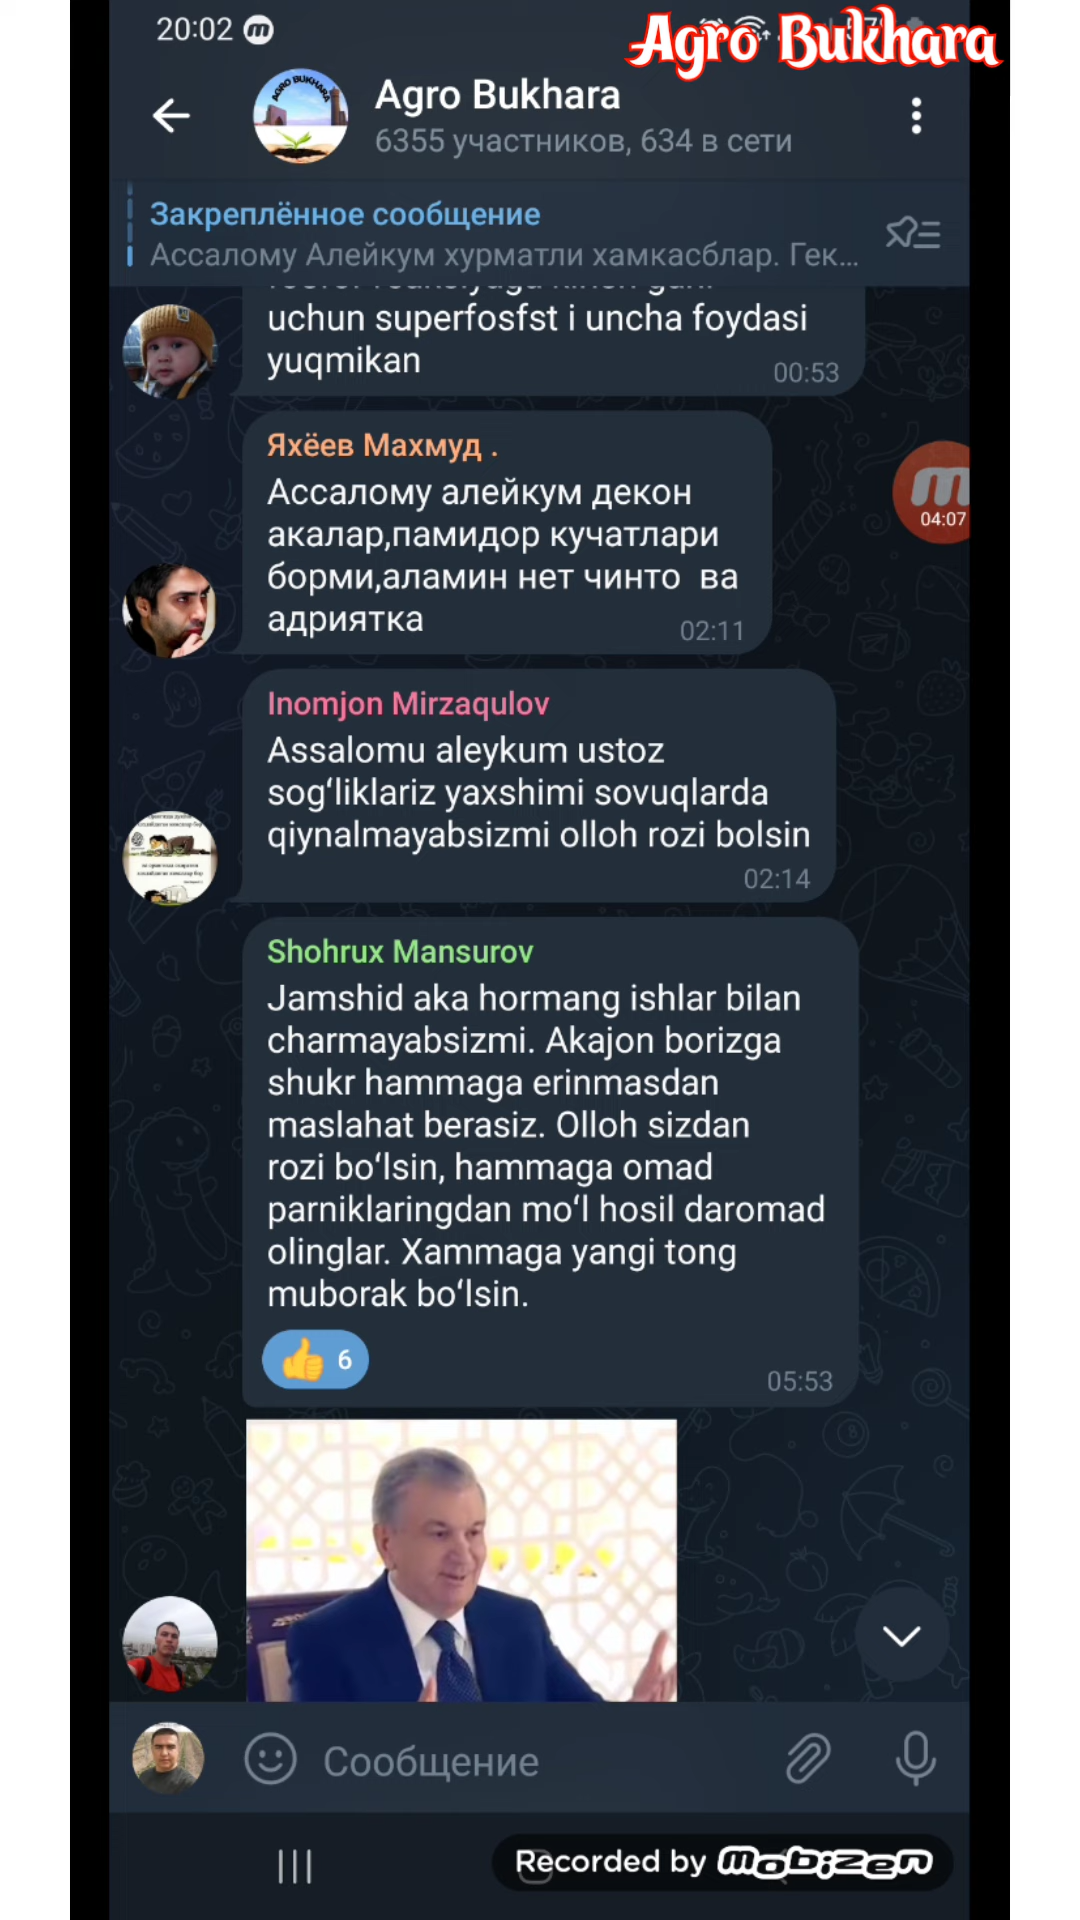 20:02
Agro Bukhara
Agro Bukhara
6355 участников, 634 в сети
Закреплённое сообщение
Ассалому Алейкум хурматли хамкасблар. Гек...
uchun superfosfst i uncha foydasi
yuqmikan
00:53
Яхёев Махмуд .
Ассалому алейкум декон
акалар,памидор кучатлари
борми,аламин нет чинто ва
адриятка
02:11
04:07
Inomjon Mirzaqulov
Assalomu aleykum ustoz
sog‘liklariz yaxshimi sovuqlarda
qiynalmayabsizmi olloh rozi bolsin
02:14
Shohrux Mansurov
Jamshid aka hormang ishlar bilan
charmayabsizmi. Akajon borizga
shukr hammaga erinmasdan
maslahat berasiz. Olloh sizdan
rozi bo‘lsin, hammaga omad
parniklaringdan mo‘l hosil daromad
olinglar. Xammaga yangi tong
muborak bo‘lsin.
6
05:53
Сообщение
Recorded by mobizen